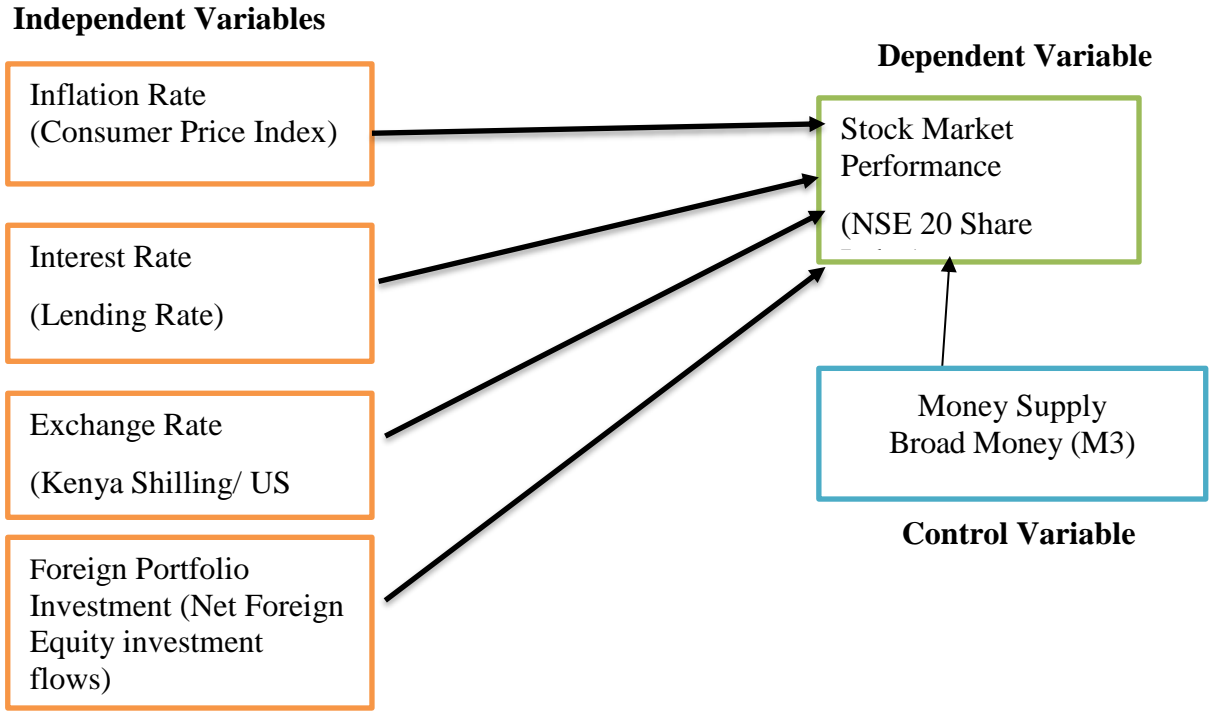 Independent Variables
Inflation Rate
(Consumer Price Index)
Interest Rate
(Lending Rate)
Exchange Rate
(Kenya Shilling/ US
Foreign Portfolio
Investment (Net Foreign
Equity investment
flows)
Dependent Variable
Stock Market
Performance
(NSE 20 Share
Money Supply
Broad Money (M3)
Control Variable